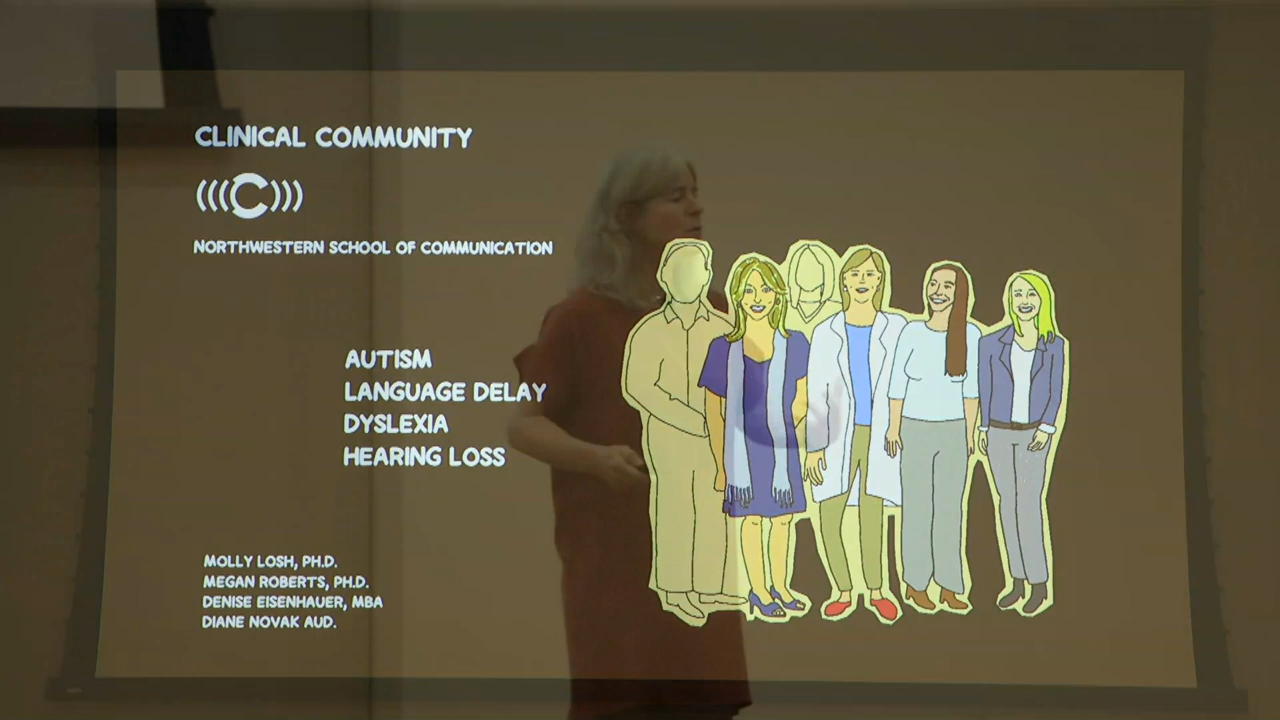 CLINICAL COMMUNITY
(((C)))
NORTHWESTERN SCHOOL OF COMMUNICATION
AUTISM
LANGUAGE DELAY
DYSLEXIA
HEARING LOSS
MOLLY LOSH, PH.D.
MEGAN ROBERTS, PH.D.
DENISE EISENHAUER, MBA
DIANE NOVAK AUD.